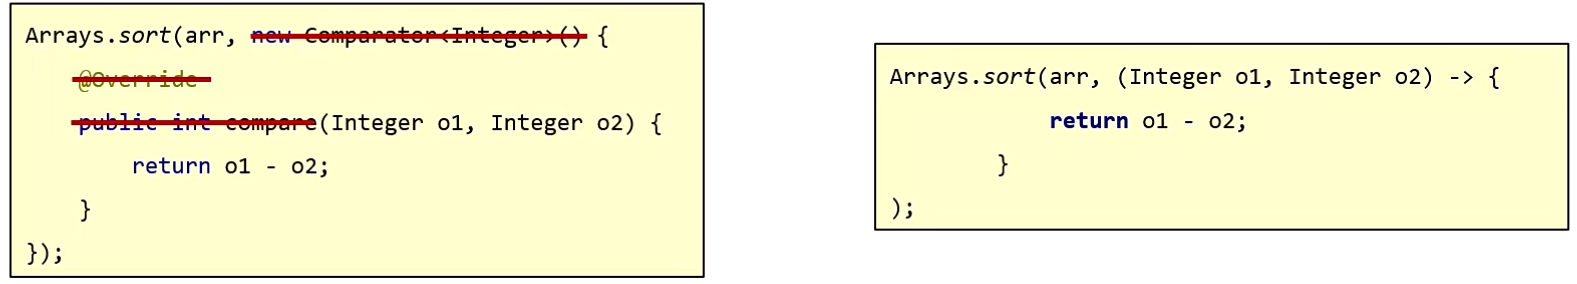 Arrays.sort(arr, new Comparator<Integer>() {
    @Override
    public int compare(Integer o1, Integer o2) {
        return o1 - o2;
    }
});
Arrays.sort(arr, (Integer o1, Integer o2) -> {
            return o1 - o2;
        }
);